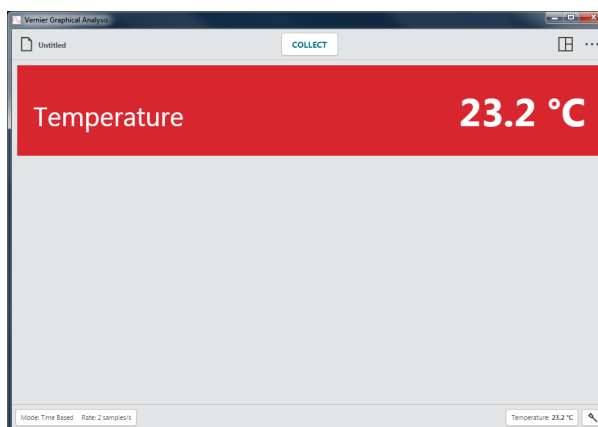 Vernier Graphical Analysis
Untitled
COLLECT
Temperature
23.2 °C
Mode: Time Based Rate: 2 samples/s
Temperature: 23.2 °C